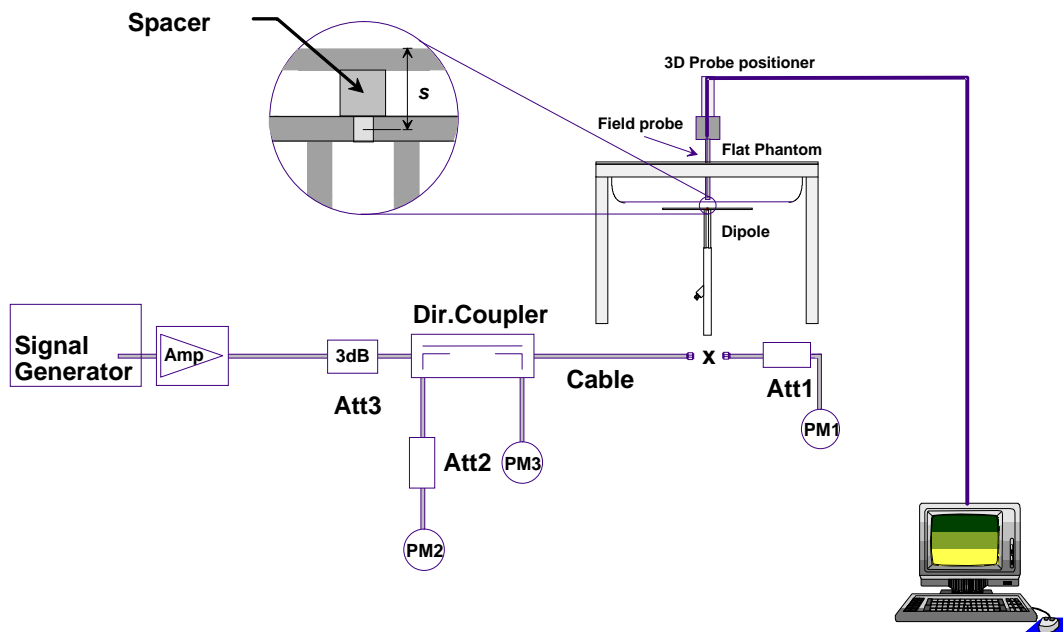 Spacer
s
3D Probe positioner
Field probe
Flat Phantom
Dipole
Dir.Coupler
Signal
Generator
Amp
3dB
Att3
Cable
x
Att1
PM1
Att2
PM3
PM2